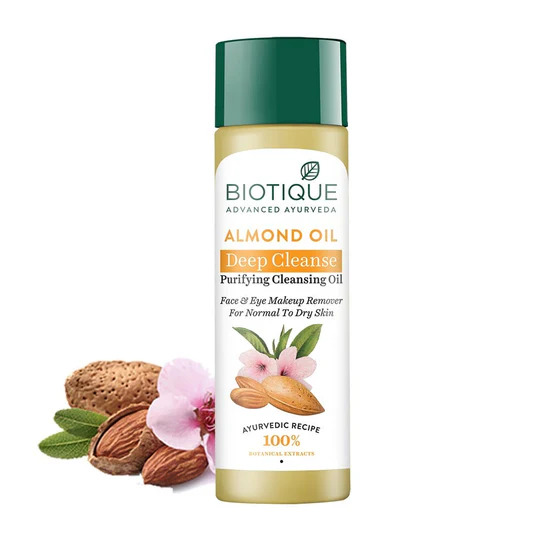 BIOTIQUE
ADVANCED AYURVEDA
ALMOND OIL
Deep Cleanse
Purifying Cleansing Oil
Face & Eye Makeup Remover
For Normal To Dry Skin
AYURVEDIC RECIPE
100%
BOTANICAL EXTRACTS